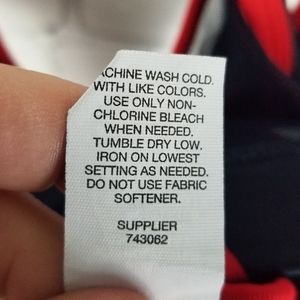 ACHINE WASH COLD.
WITH LIKE COLORS.
USE ONLY NON-
CHLORINE BLEACH
WHEN NEEDED.
TUMBLE DRY LOW.
IRON ON LOWEST
SETTING AS NEEDED.
DO NOT USE FABRIC
SOFTENER.
SUPPLIER
743062